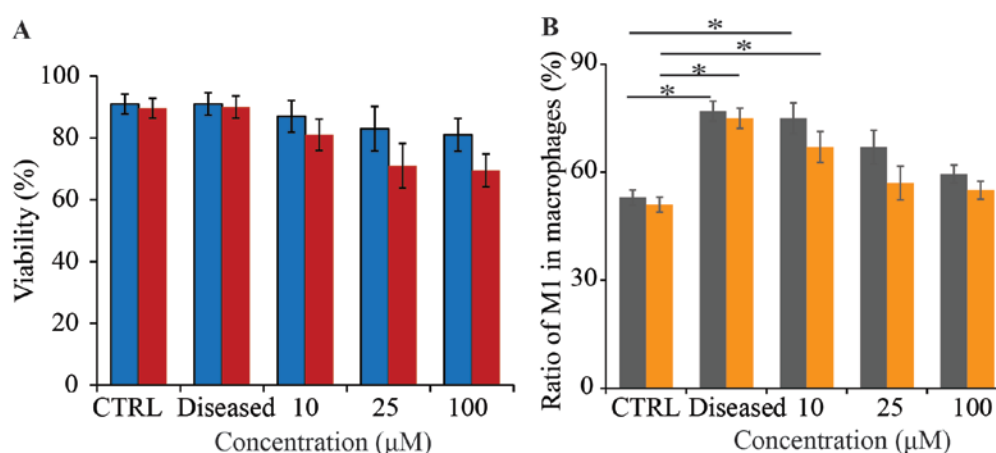 A
Viability (%)
100
80
60
40
20
0
CTRL Diseased 10 25 100
Concentration (μM)
B
Ratio of M1 in macrophages (%)
90
60
30
0
*
*
*
*
CTRL Diseased 10 25 100
Concentration (μM)